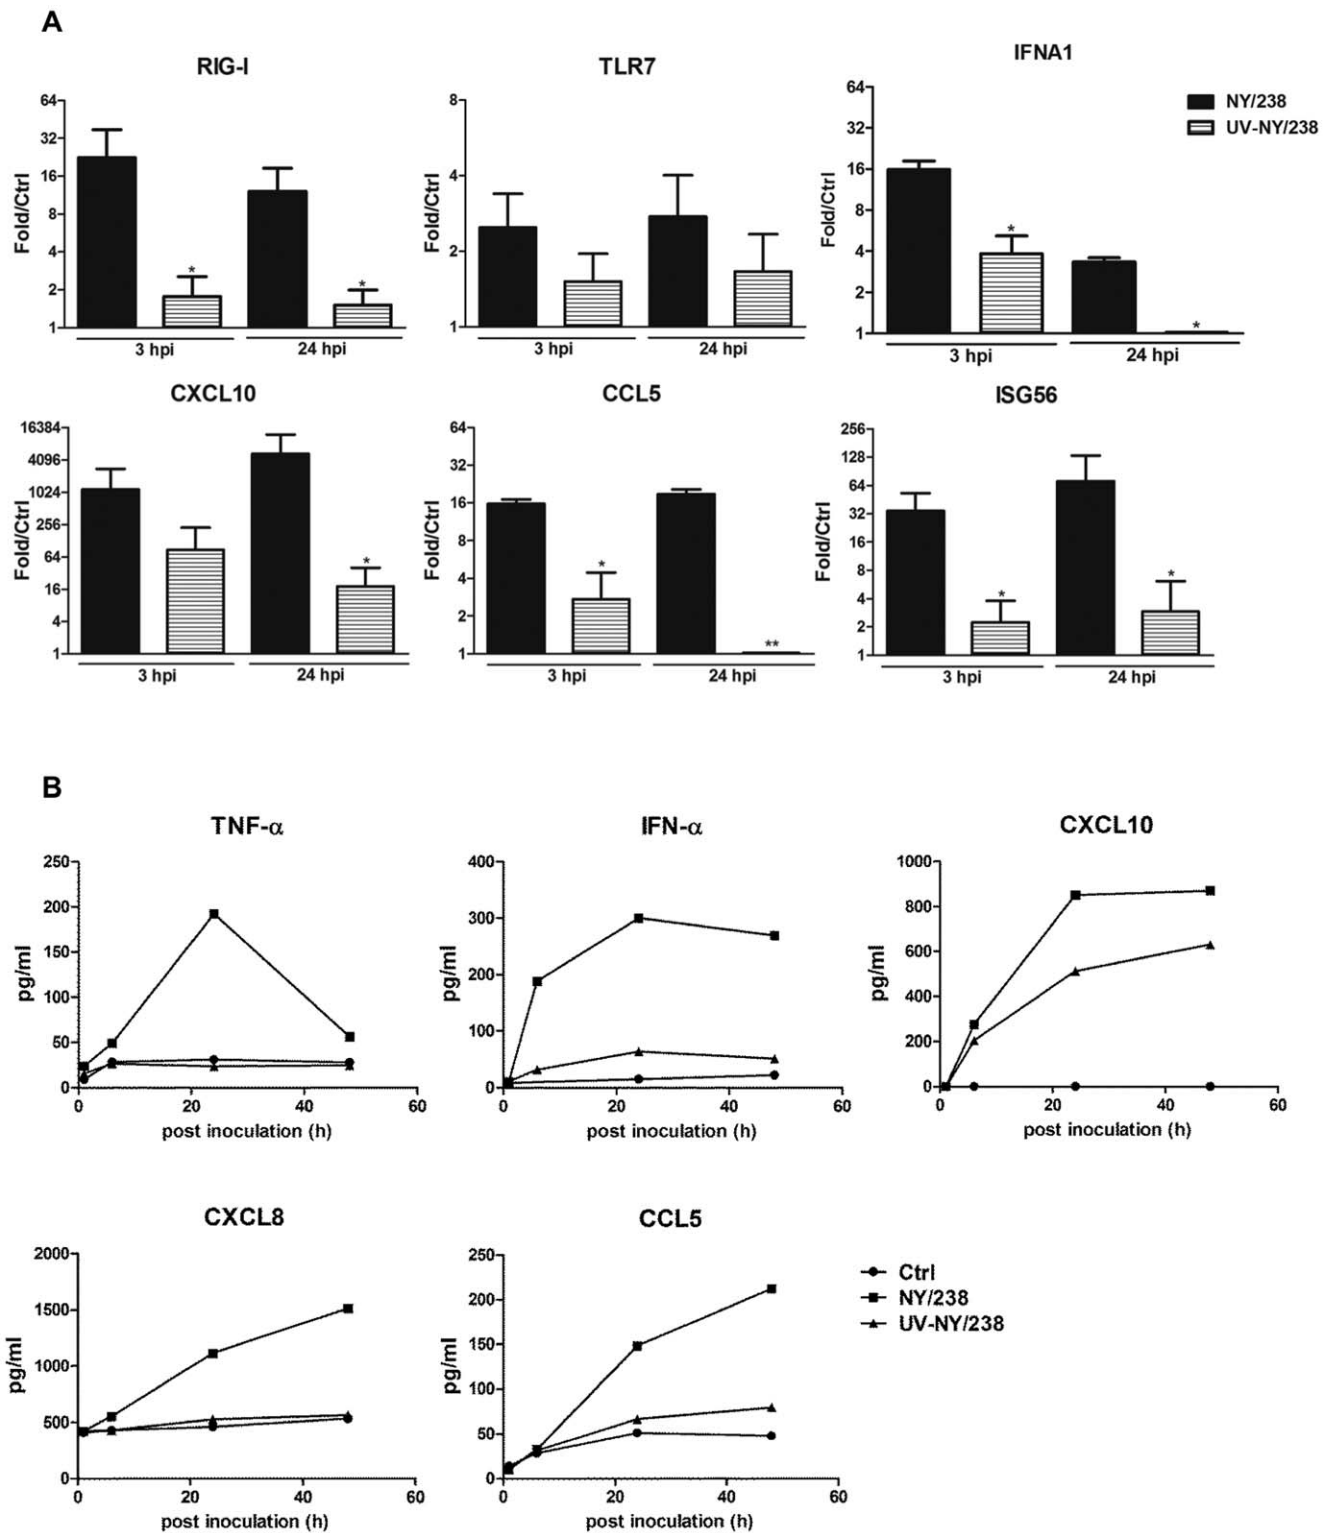 A
RIG-I
64
32
16
8
4
2
1
Fold/Ctrl
*
*
3 hpi
24 hpi
TLR7
8
4
2
1
Fold/Ctrl
3 hpi
24 hpi
IFNA1
64
32
16
8
4
2
1
Fold/Ctrl
*
*
3 hpi
24 hpi
NY/238
UV-NY/238
CXCL10
16384
4096
1024
256
64
16
4
1
Fold/Ctrl
*
3 hpi
24 hpi
CCL5
64
32
16
8
4
2
1
Fold/Ctrl
*
**
3 hpi
24 hpi
ISG56
256
128
64
32
16
8
4
2
1
Fold/Ctrl
*
*
3 hpi
24 hpi
B
TNF-α
250
200
150
100
50
0
pg/ml
0 20 40 60
post inoculation (h)
IFN-α
400
300
200
100
0
pg/ml
0 20 40 60
post inoculation (h)
CXCL10
1000
800
600
400
200
0
pg/ml
0 20 40 60
post inoculation (h)
CXCL8
2000
1500
1000
500
0
pg/ml
0 20 40 60
post inoculation (h)
CCL5
250
200
150
100
50
0
pg/ml
0 20 40 60
post inoculation (h)
Ctrl
NY/238
UV-NY/238